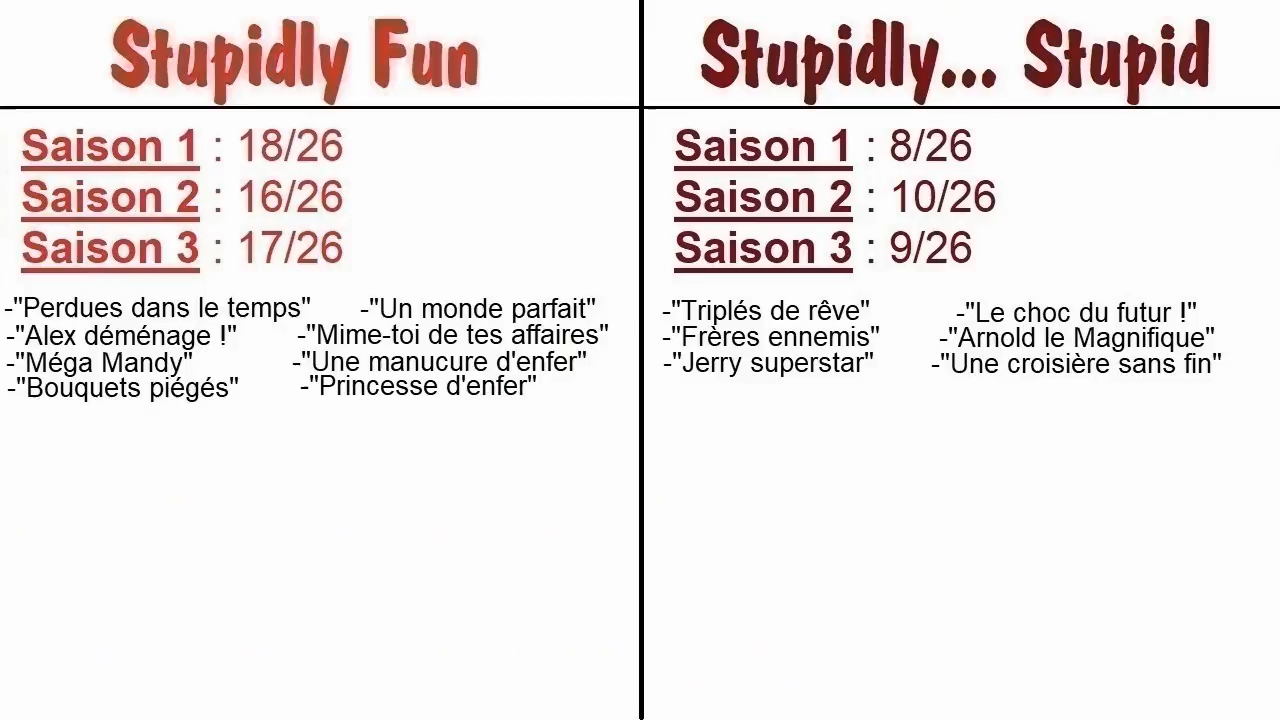 Stupidly Fun
Saison 1 : 18/26
Saison 2 : 16/26
Saison 3 : 17/26
-"Perdues dans le temps" -"Un monde parfait"
-"Alex déménage !" -"Mime-toi de tes affaires"
-"Méga Mandy" -"Une manucure d'enfer"
-"Bouquets piégés" -"Princesse d'enfer"
Stupidly... Stupid
Saison 1 : 8/26
Saison 2 : 10/26
Saison 3 : 9/26
-"Triplés de rêve" -"Le choc du futur !"
-"Frères ennemis" -"Arnold le Magnifique"
-"Jerry superstar" -"Une croisière sans fin"